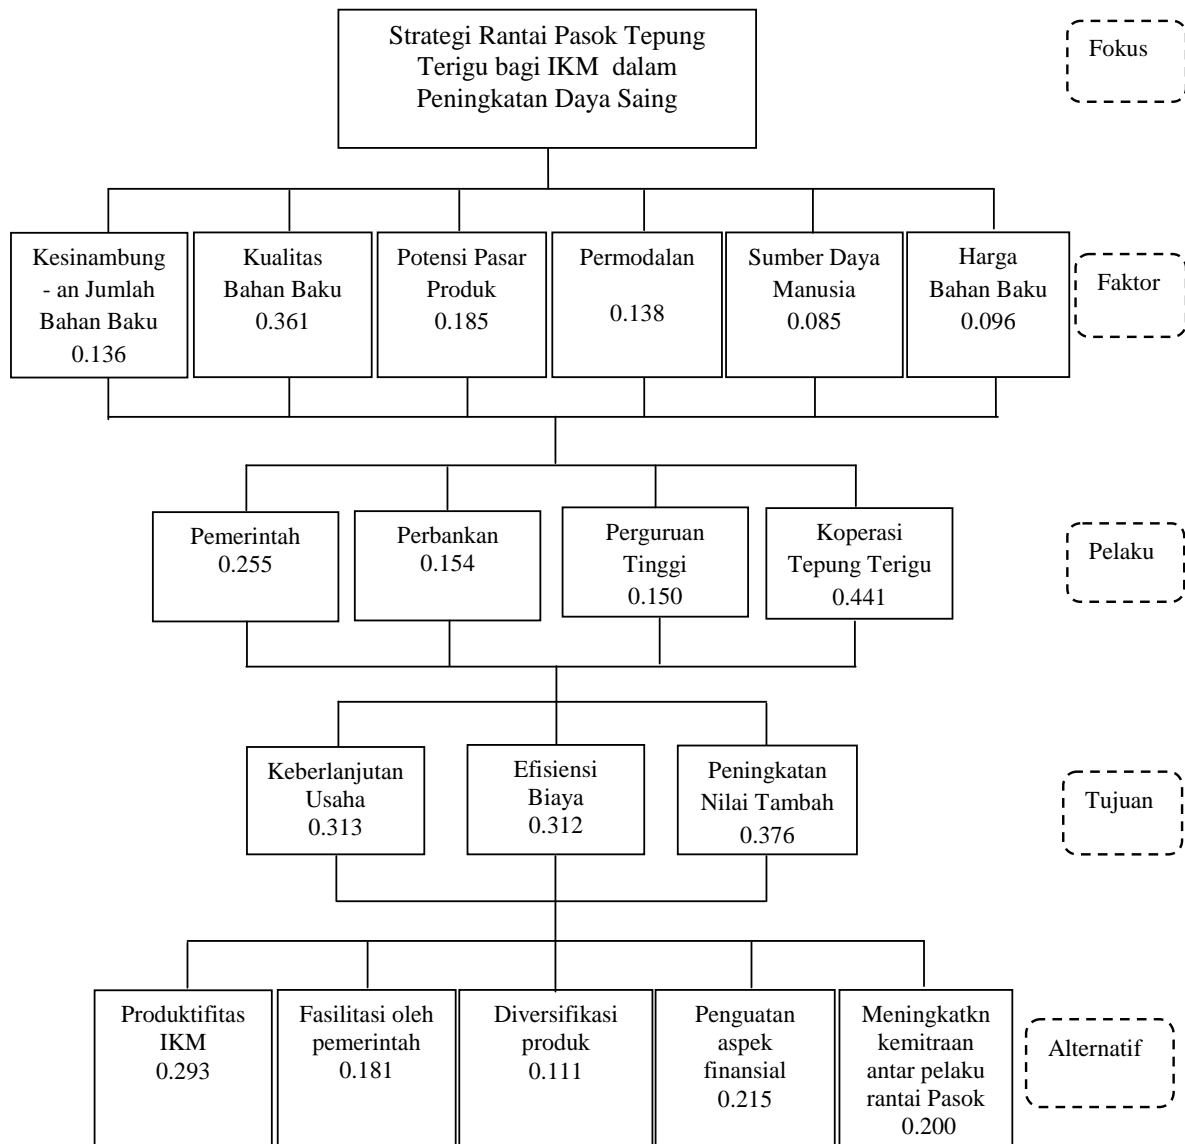 Strategi Rantai Pasok Tepung
Terigu bagi IKM dalam
Peningkatan Daya Saing
Fokus
Kesinambung
- an Jumlah
Bahan Baku
0.136
Kualitas
Bahan Baku
0.361
Potensi Pasar
Produk
0.185
Permodalan
0.138
Sumber Daya
Manusia
0.085
Harga
Bahan Baku
0.096
Faktor
Pemerintah
0.255
Perbankan
0.154
Perguruan
Tinggi
0.150
Koperasi
Tepung Terigu
0.441
Pelaku
Keberlanjutan
Usaha
0.313
Efisiensi
Biaya
0.312
Peningkatan
Nilai Tambah
0.376
Tujuan
Produktifitas
IKM
0.293
Fasilitasi oleh
pemerintah
0.181
Diversifikasi
produk
0.111
Penguatan
aspek
finansial
0.215
Meningkatkn
kemitraan
antar pelaku
rantai Pasok
0.200
Alternatif